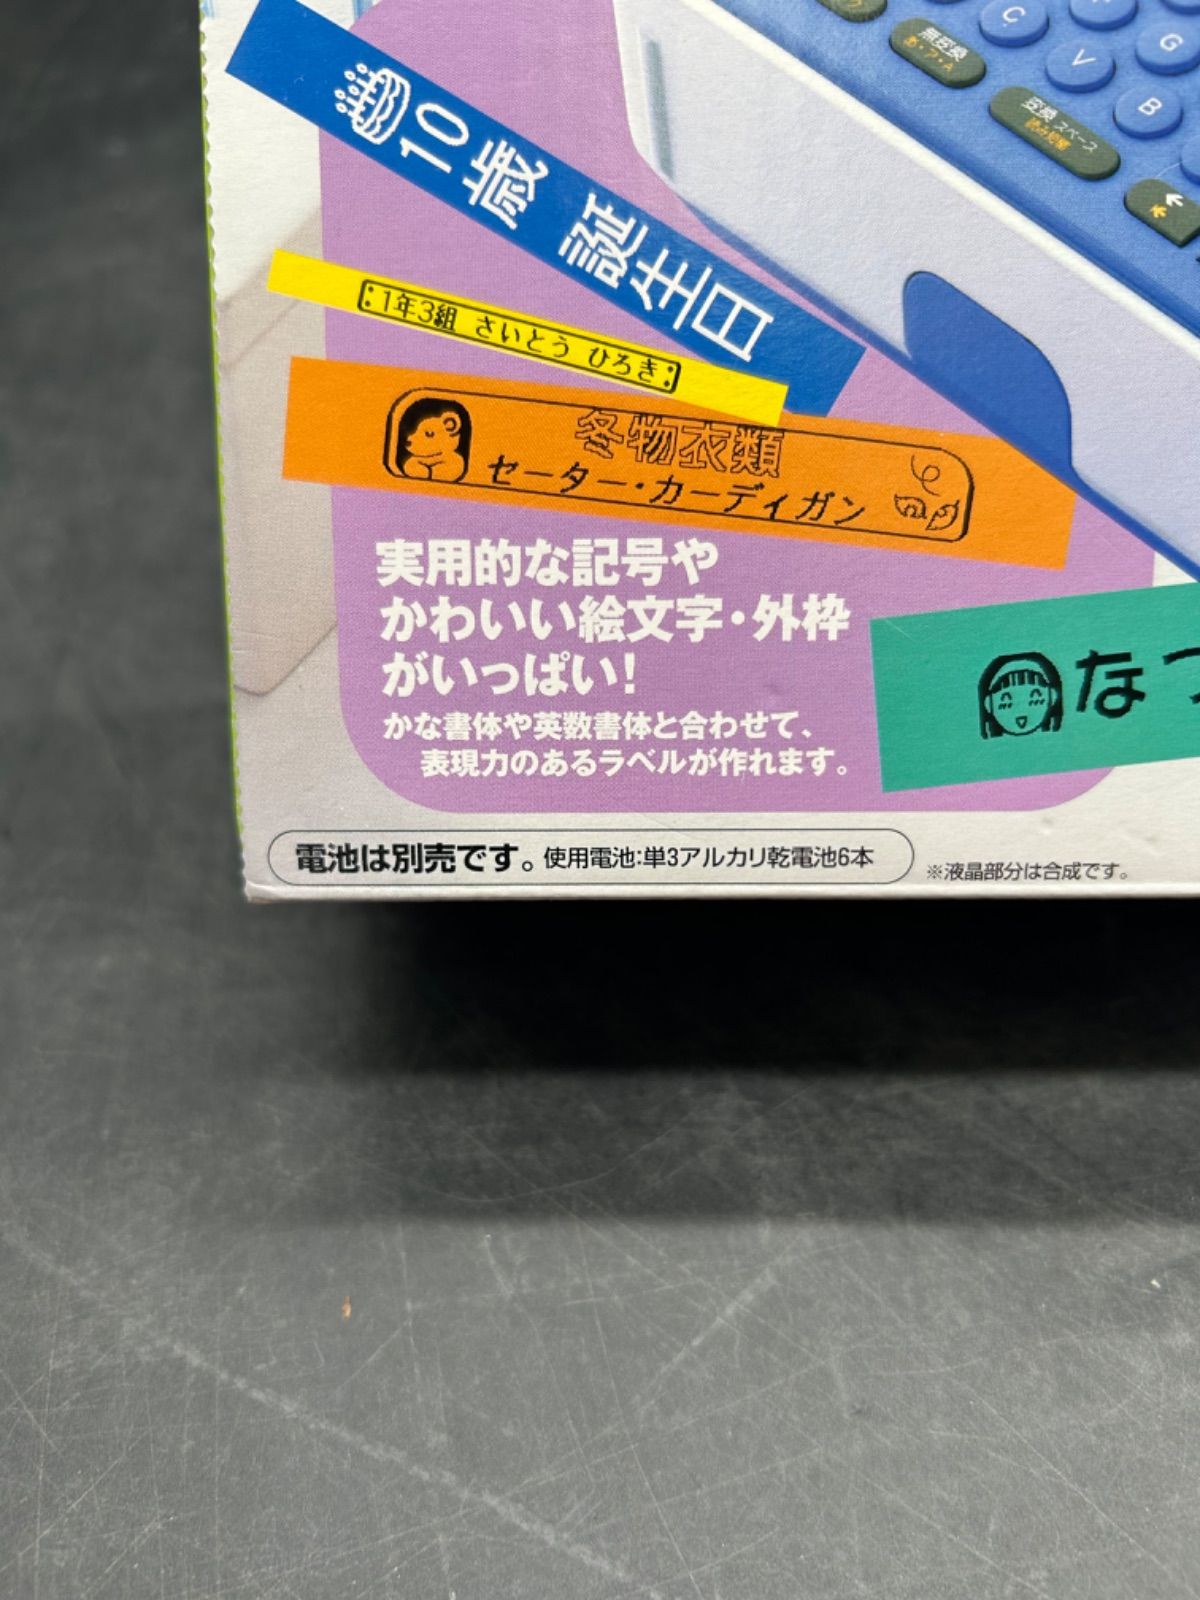 C
V
G
B
無変換
あ・ア・A
変換 スペース
10歳 誕生日
1年3組 さいとう ひろき
冬物衣類
セーター・カーディガン
実用的な記号や
かわいい絵文字・外枠
がいっぱい!
かな書体や英数書体と合わせて、
表現力のあるラベルが作れます。
なつ
電池は別売です。使用電池:単3アルカリ乾電池6本
※液晶部分は合成です。